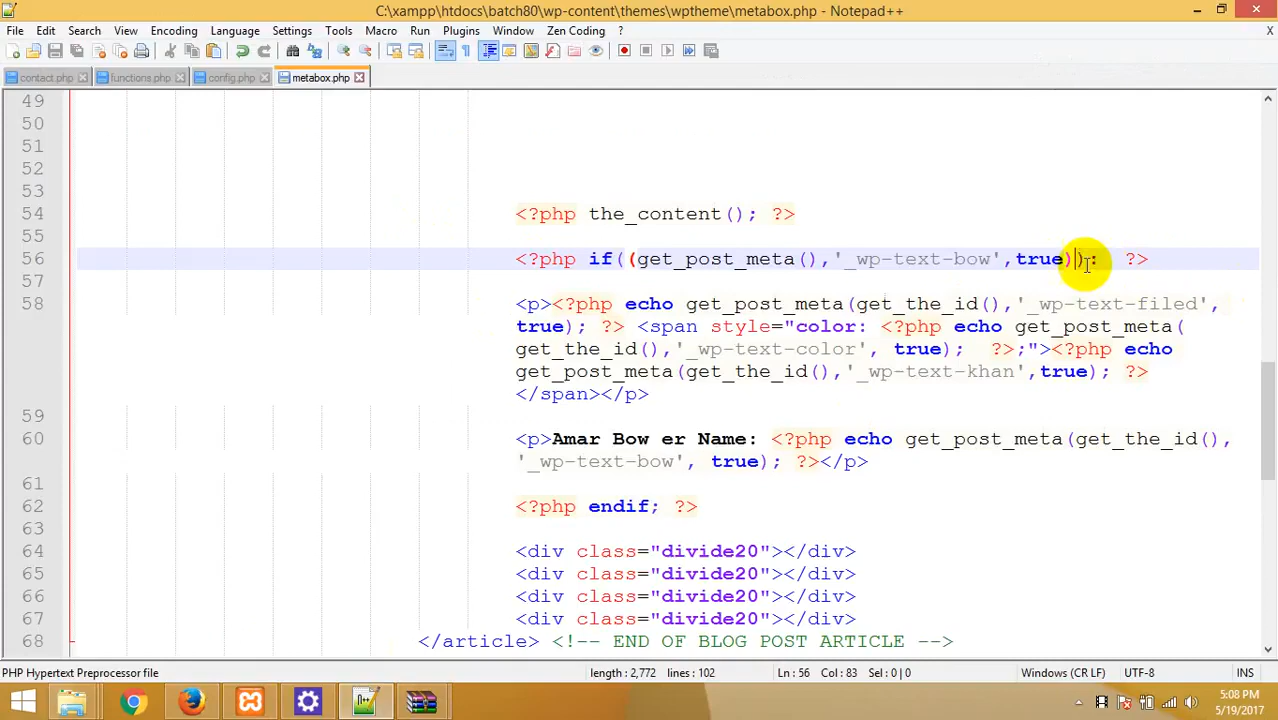 C:\xampp\htdocs\batch80\wp-content\themes\wptheme\metabox.php - Notepad++
File Edit Search View Encoding Language Settings Tools Macro Run Plugins Window Zen Coding ? X
contact.php functions.php config.php metabox.php
49
50
51
52
53
54 <?php the_content(); ?>
55
56 <?php if((get_post_meta(),'_wp-text-bow',true)): ?>
57
58 <p><?php echo get_post_meta(get_the_id(),'_wp-text-filed',
true); ?> <span style="color: <?php echo get_post_meta(
get_the_id(),'_wp-text-color', true); ?>;"><?php echo
get_post_meta(get_the_id(),'_wp-text-khan',true); ?>
</span></p>
59
60 <p>Amar Bow er Name: <?php echo get_post_meta(get_the_id(),
'_wp-text-bow', true); ?></p>
61
62 <?php endif; ?>
63
64 <div class="divide20"></div>
65 <div class="divide20"></div>
66 <div class="divide20"></div>
67 <div class="divide20"></div>
68 </article> <!-- END OF BLOG POST ARTICLE -->
PHP Hypertext Preprocessor file length : 2,772 lines : 102 Ln : 56 Col : 83 Sel : 0 | 0 Windows (CR LF) UTF-8 INS
5:08 PM
5/19/2017